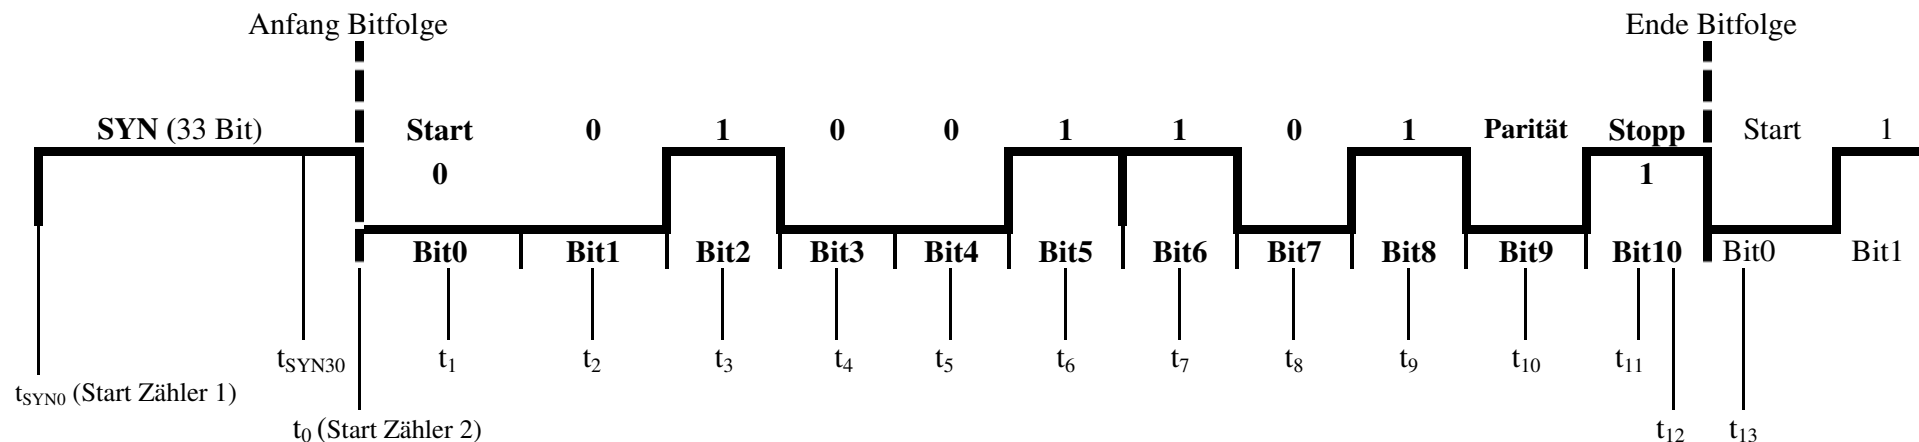 Anfang Bitfolge Ende Bitfolge
SYN (33 Bit) Start 0 1 0 0 1 1 0 1 Parität Stopp Start 1
0 1
Bit0 Bit1 Bit2 Bit3 Bit4 Bit5 Bit6 Bit7 Bit8 Bit9 Bit10 Bit0 Bit1
tSYN30 t1 t2 t3 t4 t5 t6 t7 t8 t9 t10 t11
tSYN0 (Start Zähler 1)
t0 (Start Zähler 2) t12 t13